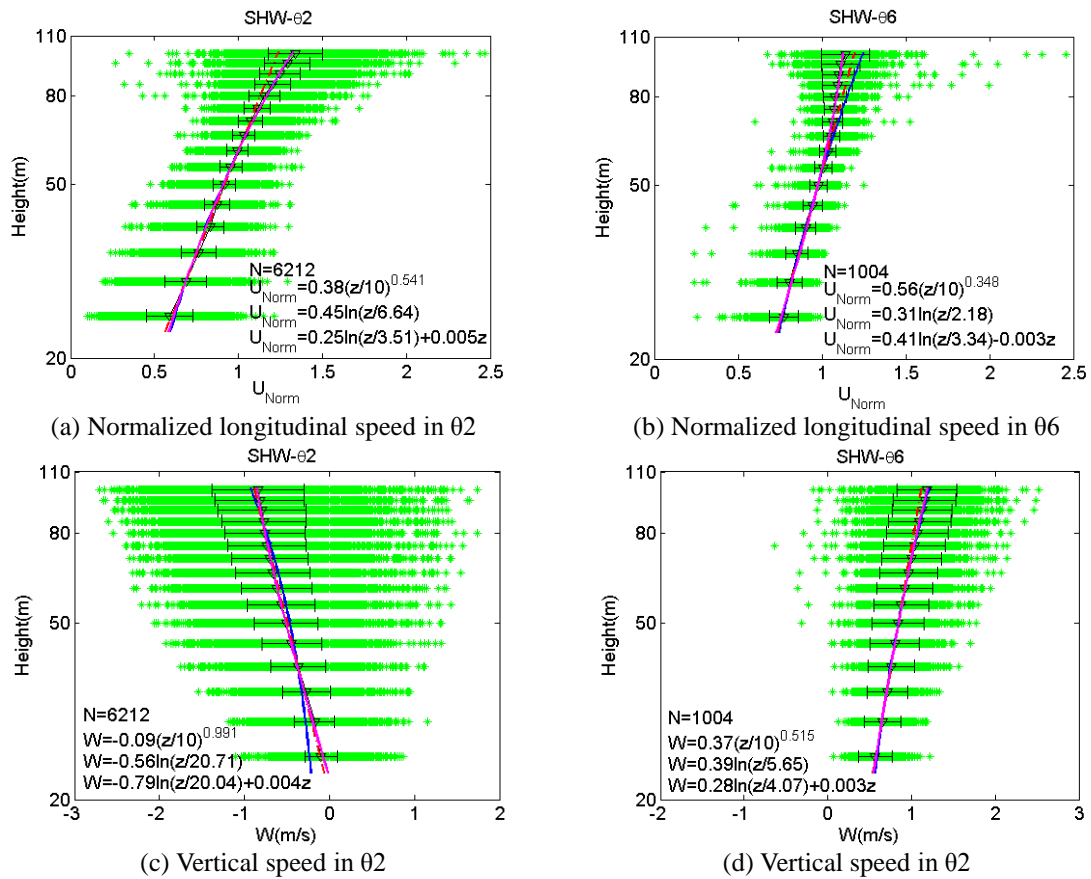 SHW-θ2
110
80
50
20
Height(m)
N=6212
U_Norm=0.38(z/10)^0.541
U_Norm=0.45ln(z/6.64)
U_Norm=0.25ln(z/3.51)+0.005z
0 0.5 1 1.5 2 2.5
U_Norm
(a) Normalized longitudinal speed in θ2
SHW-θ6
110
80
50
20
Height(m)
N=1004
U_Norm=0.56(z/10)^0.348
U_Norm=0.31ln(z/2.18)
U_Norm=0.41ln(z/3.34)-0.003z
0 0.5 1 1.5 2 2.5
U_Norm
(b) Normalized longitudinal speed in θ6
SHW-θ2
110
80
50
20
Height(m)
N=6212
W=-0.09(z/10)^0.991
W=-0.56ln(z/20.71)
W=-0.79ln(z/20.04)+0.004z
−3 −2 −1 0 1 2
W(m/s)
(c) Vertical speed in θ2
SHW-θ6
110
80
50
20
Height(m)
N=1004
W=0.37(z/10)^0.515
W=0.39ln(z/5.65)
W=0.28ln(z/4.07)+0.003z
−2 −1 0 1 2 3
W(m/s)
(d) Vertical speed in θ2